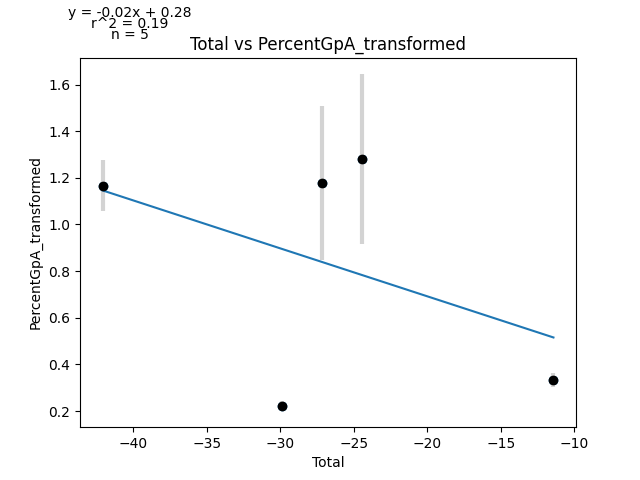 y = -0.02x + 0.28
r^2 = 0.19
n = 5
Total vs PercentGpA_transformed
PercentGpA_transformed
1.6
1.4
1.2
1.0
0.8
0.6
0.4
0.2
−40 −35 −30 −25 −20 −15 −10
Total